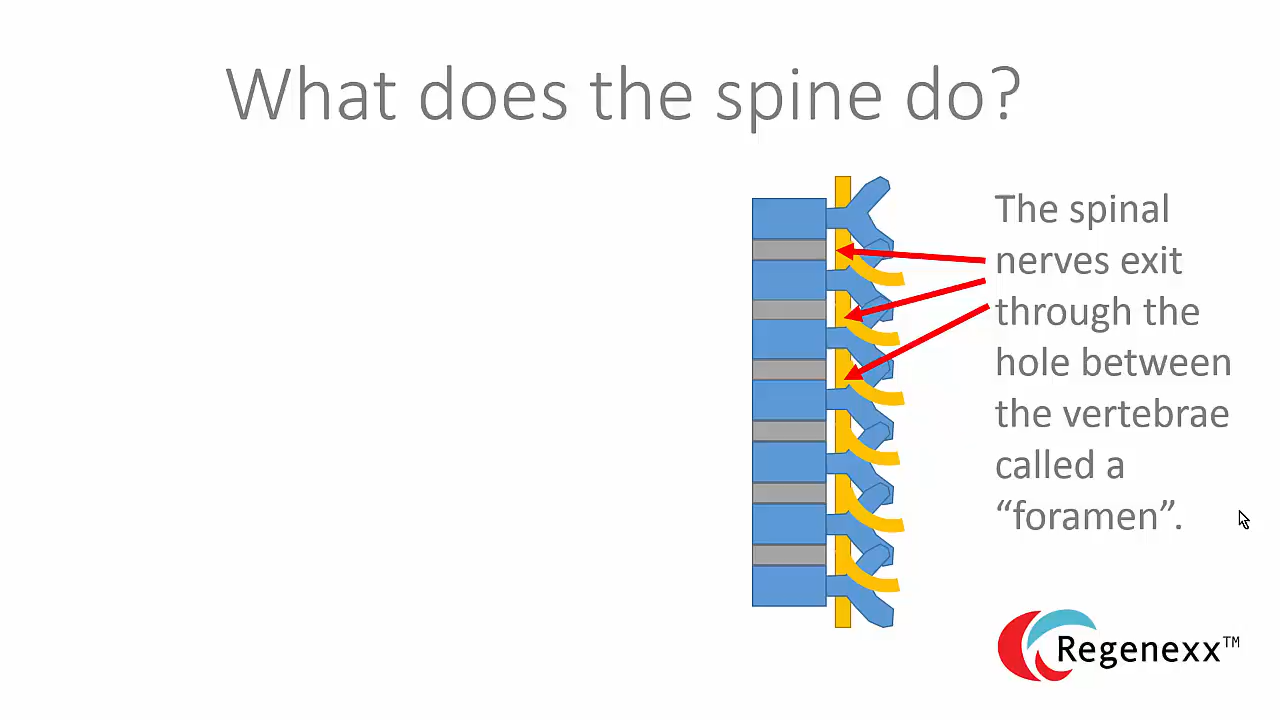 What does the spine do?
The spinal
nerves exit
through the
hole between
the vertebrae
called a
“foramen”.
Regenexx™